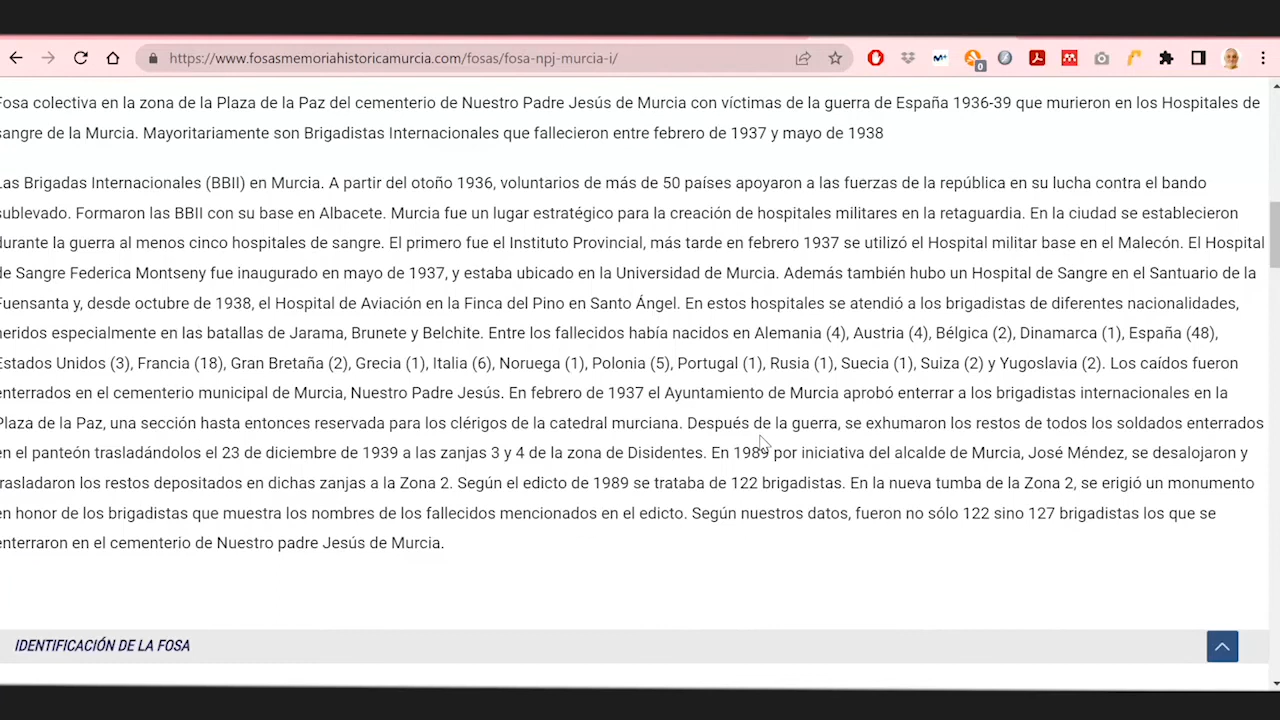 https://www.fosasmemoriahistoricamurcia.com/fosas/fosa-npj-murcia-i/
0
Fosa colectiva en la zona de la Plaza de la Paz del cementerio de Nuestro Padre Jesús de Murcia con víctimas de la guerra de España 1936-39 que murieron en los Hospitales de
sangre de la Murcia. Mayoritariamente son Brigadistas Internacionales que fallecieron entre febrero de 1937 y mayo de 1938
Las Brigadas Internacionales (BBII) en Murcia. A partir del otoño 1936, voluntarios de más de 50 países apoyaron a las fuerzas de la república en su lucha contra el bando
sublevado. Formaron las BBII con su base en Albacete. Murcia fue un lugar estratégico para la creación de hospitales militares en la retaguardia. En la ciudad se establecieron
durante la guerra al menos cinco hospitales de sangre. El primero fue el Instituto Provincial, más tarde en febrero 1937 se utilizó el Hospital militar base en el Malecón. El Hospital
de Sangre Federica Montseny fue inaugurado en mayo de 1937, y estaba ubicado en la Universidad de Murcia. Además también hubo un Hospital de Sangre en el Santuario de la
Fuensanta y, desde octubre de 1938, el Hospital de Aviación en la Finca del Pino en Santo Ángel. En estos hospitales se atendió a los brigadistas de diferentes nacionalidades,
heridos especialmente en las batallas de Jarama, Brunete y Belchite. Entre los fallecidos había nacidos en Alemania (4), Austria (4), Bélgica (2), Dinamarca (1), España (48),
Estados Unidos (3), Francia (18), Gran Bretaña (2), Grecia (1), Italia (6), Noruega (1), Polonia (5), Portugal (1), Rusia (1), Suecia (1), Suiza (2) y Yugoslavia (2). Los caídos fueron
enterrados en el cementerio municipal de Murcia, Nuestro Padre Jesús. En febrero de 1937 el Ayuntamiento de Murcia aprobó enterrar a los brigadistas internacionales en la
Plaza de la Paz, una sección hasta entonces reservada para los clérigos de la catedral murciana. Después de la guerra, se exhumaron los restos de todos los soldados enterrados
en el panteón trasladándolos el 23 de diciembre de 1939 a las zanjas 3 y 4 de la zona de Disidentes. En 1989 por iniciativa del alcalde de Murcia, José Méndez, se desalojaron y
trasladaron los restos depositados en dichas zanjas a la Zona 2. Según el edicto de 1989 se trataba de 122 brigadistas. En la nueva tumba de la Zona 2, se erigió un monumento
en honor de los brigadistas que muestra los nombres de los fallecidos mencionados en el edicto. Según nuestros datos, fueron no sólo 122 sino 127 brigadistas los que se
enterraron en el cementerio de Nuestro padre Jesús de Murcia.
IDENTIFICACIÓN DE LA FOSA